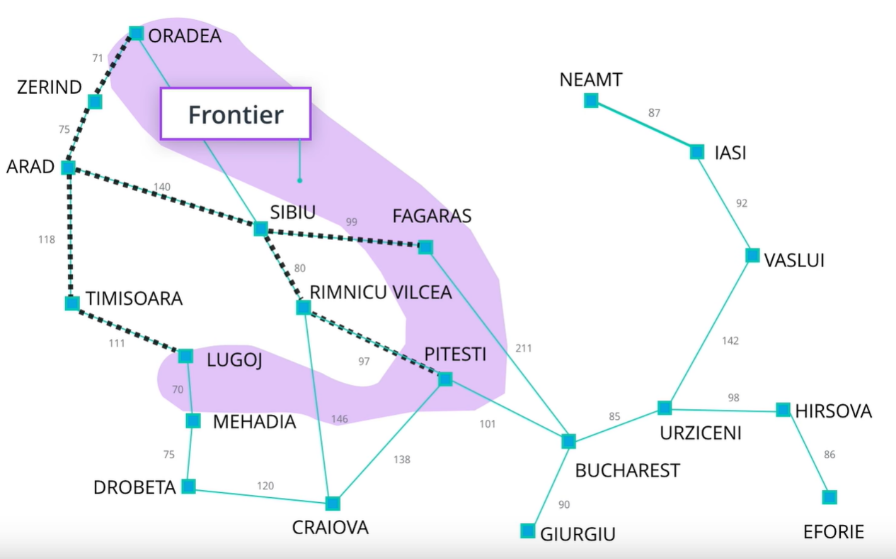 ORADEA
71
ZERIND
NEAMT
87
Frontier
75
IASI
ARAD
140
92
SIBIU
99
FAGARAS
118
80
VASLUI
TIMISOARA
RIMNICU VILCEA
111
97
PITESTI
211
142
LUGOJ
70
98
HIRSOVA
MEHADIA
146
101
85
URZICENI
75
138
86
BUCHAREST
DROBETA
120
90
CRAIOVA
GIURGIU
EFORIE